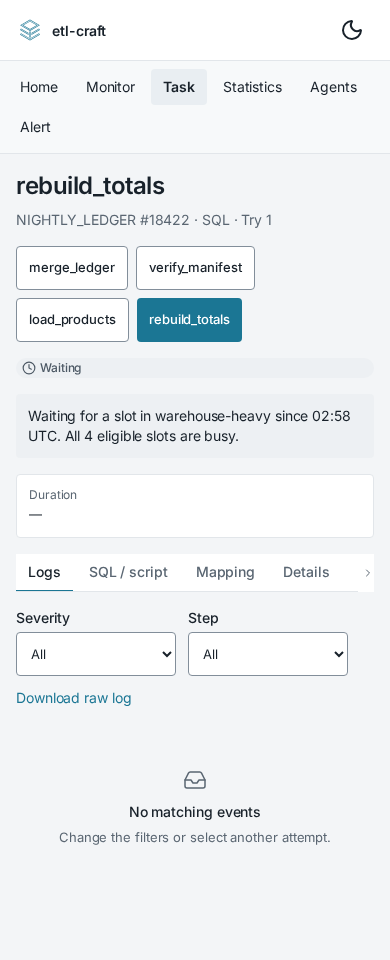 etl-craft
Home
Monitor
Task
Statistics
Agents
Alert
rebuild_totals
NIGHTLY_LEDGER #18422 · SQL · Try 1
merge_ledger
verify_manifest
load_products
rebuild_totals
Waiting
Waiting for a slot in warehouse-heavy since 02:58
UTC. All 4 eligible slots are busy.
Duration
—
Logs
SQL / script
Mapping
Details
Severity
Step
All
All
Download raw log
No matching events
Change the filters or select another attempt.